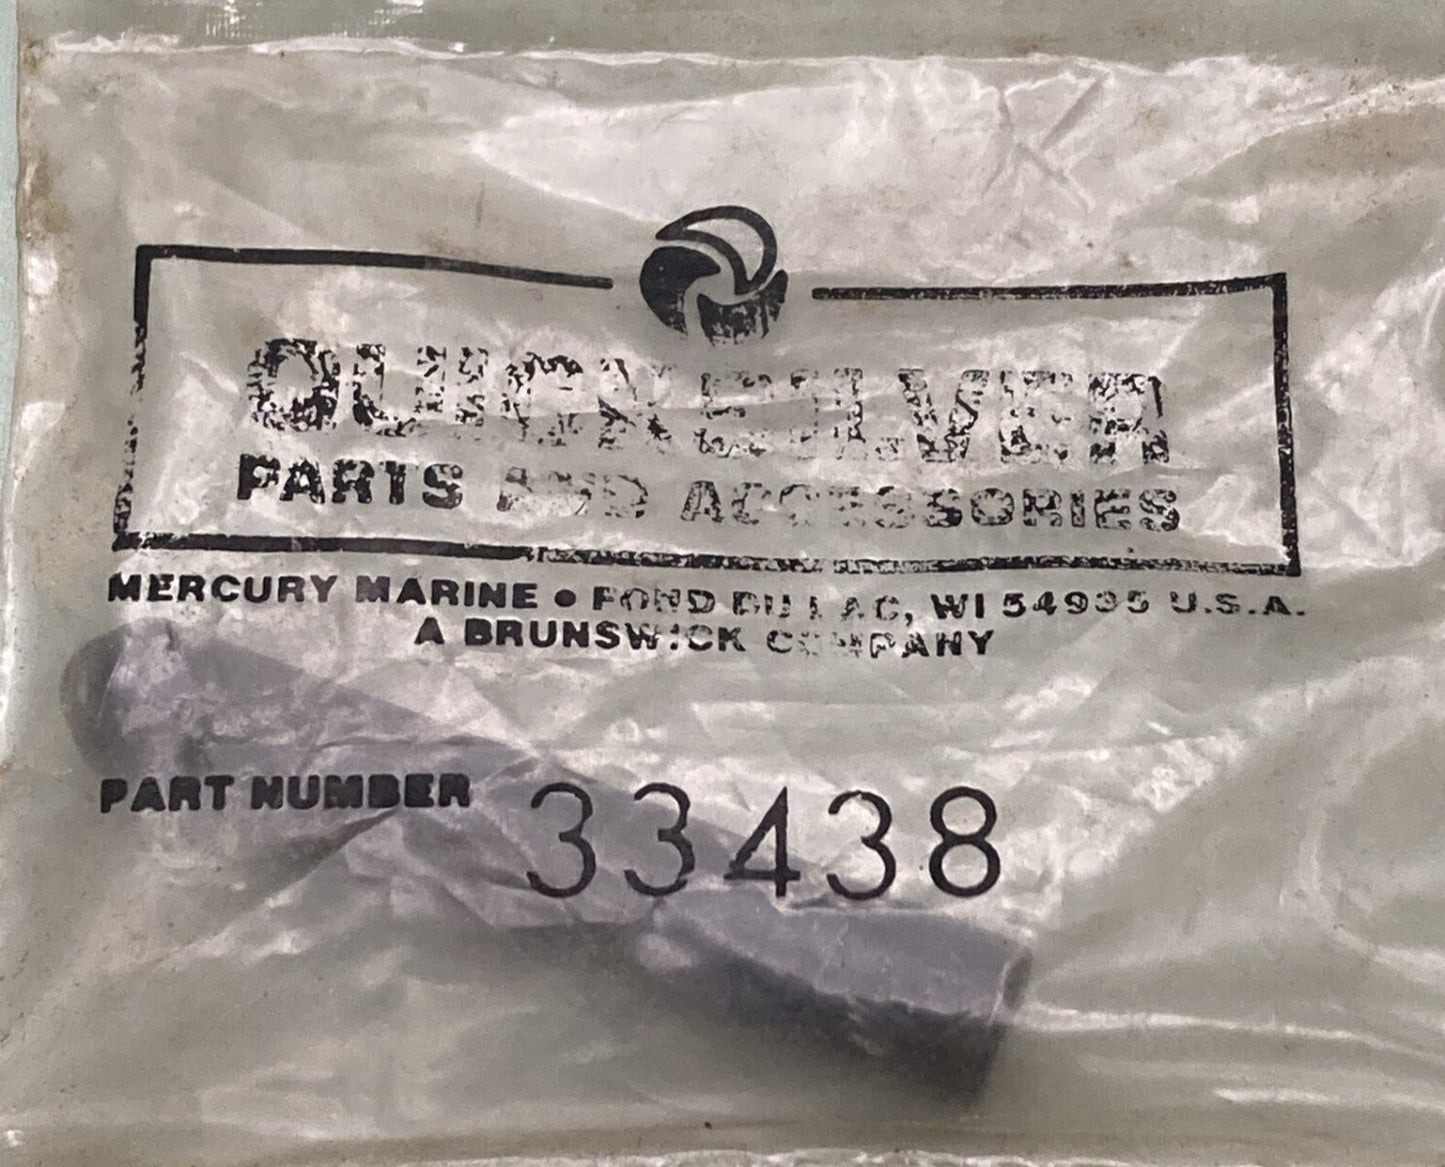 QUICKSILVER
PARTS AND ACCESSORIES
MERCURY MARINE • FOND DU LAC, WI 54935 U.S.A.
A BRUNSWICK COMPANY
PART NUMBER 33438